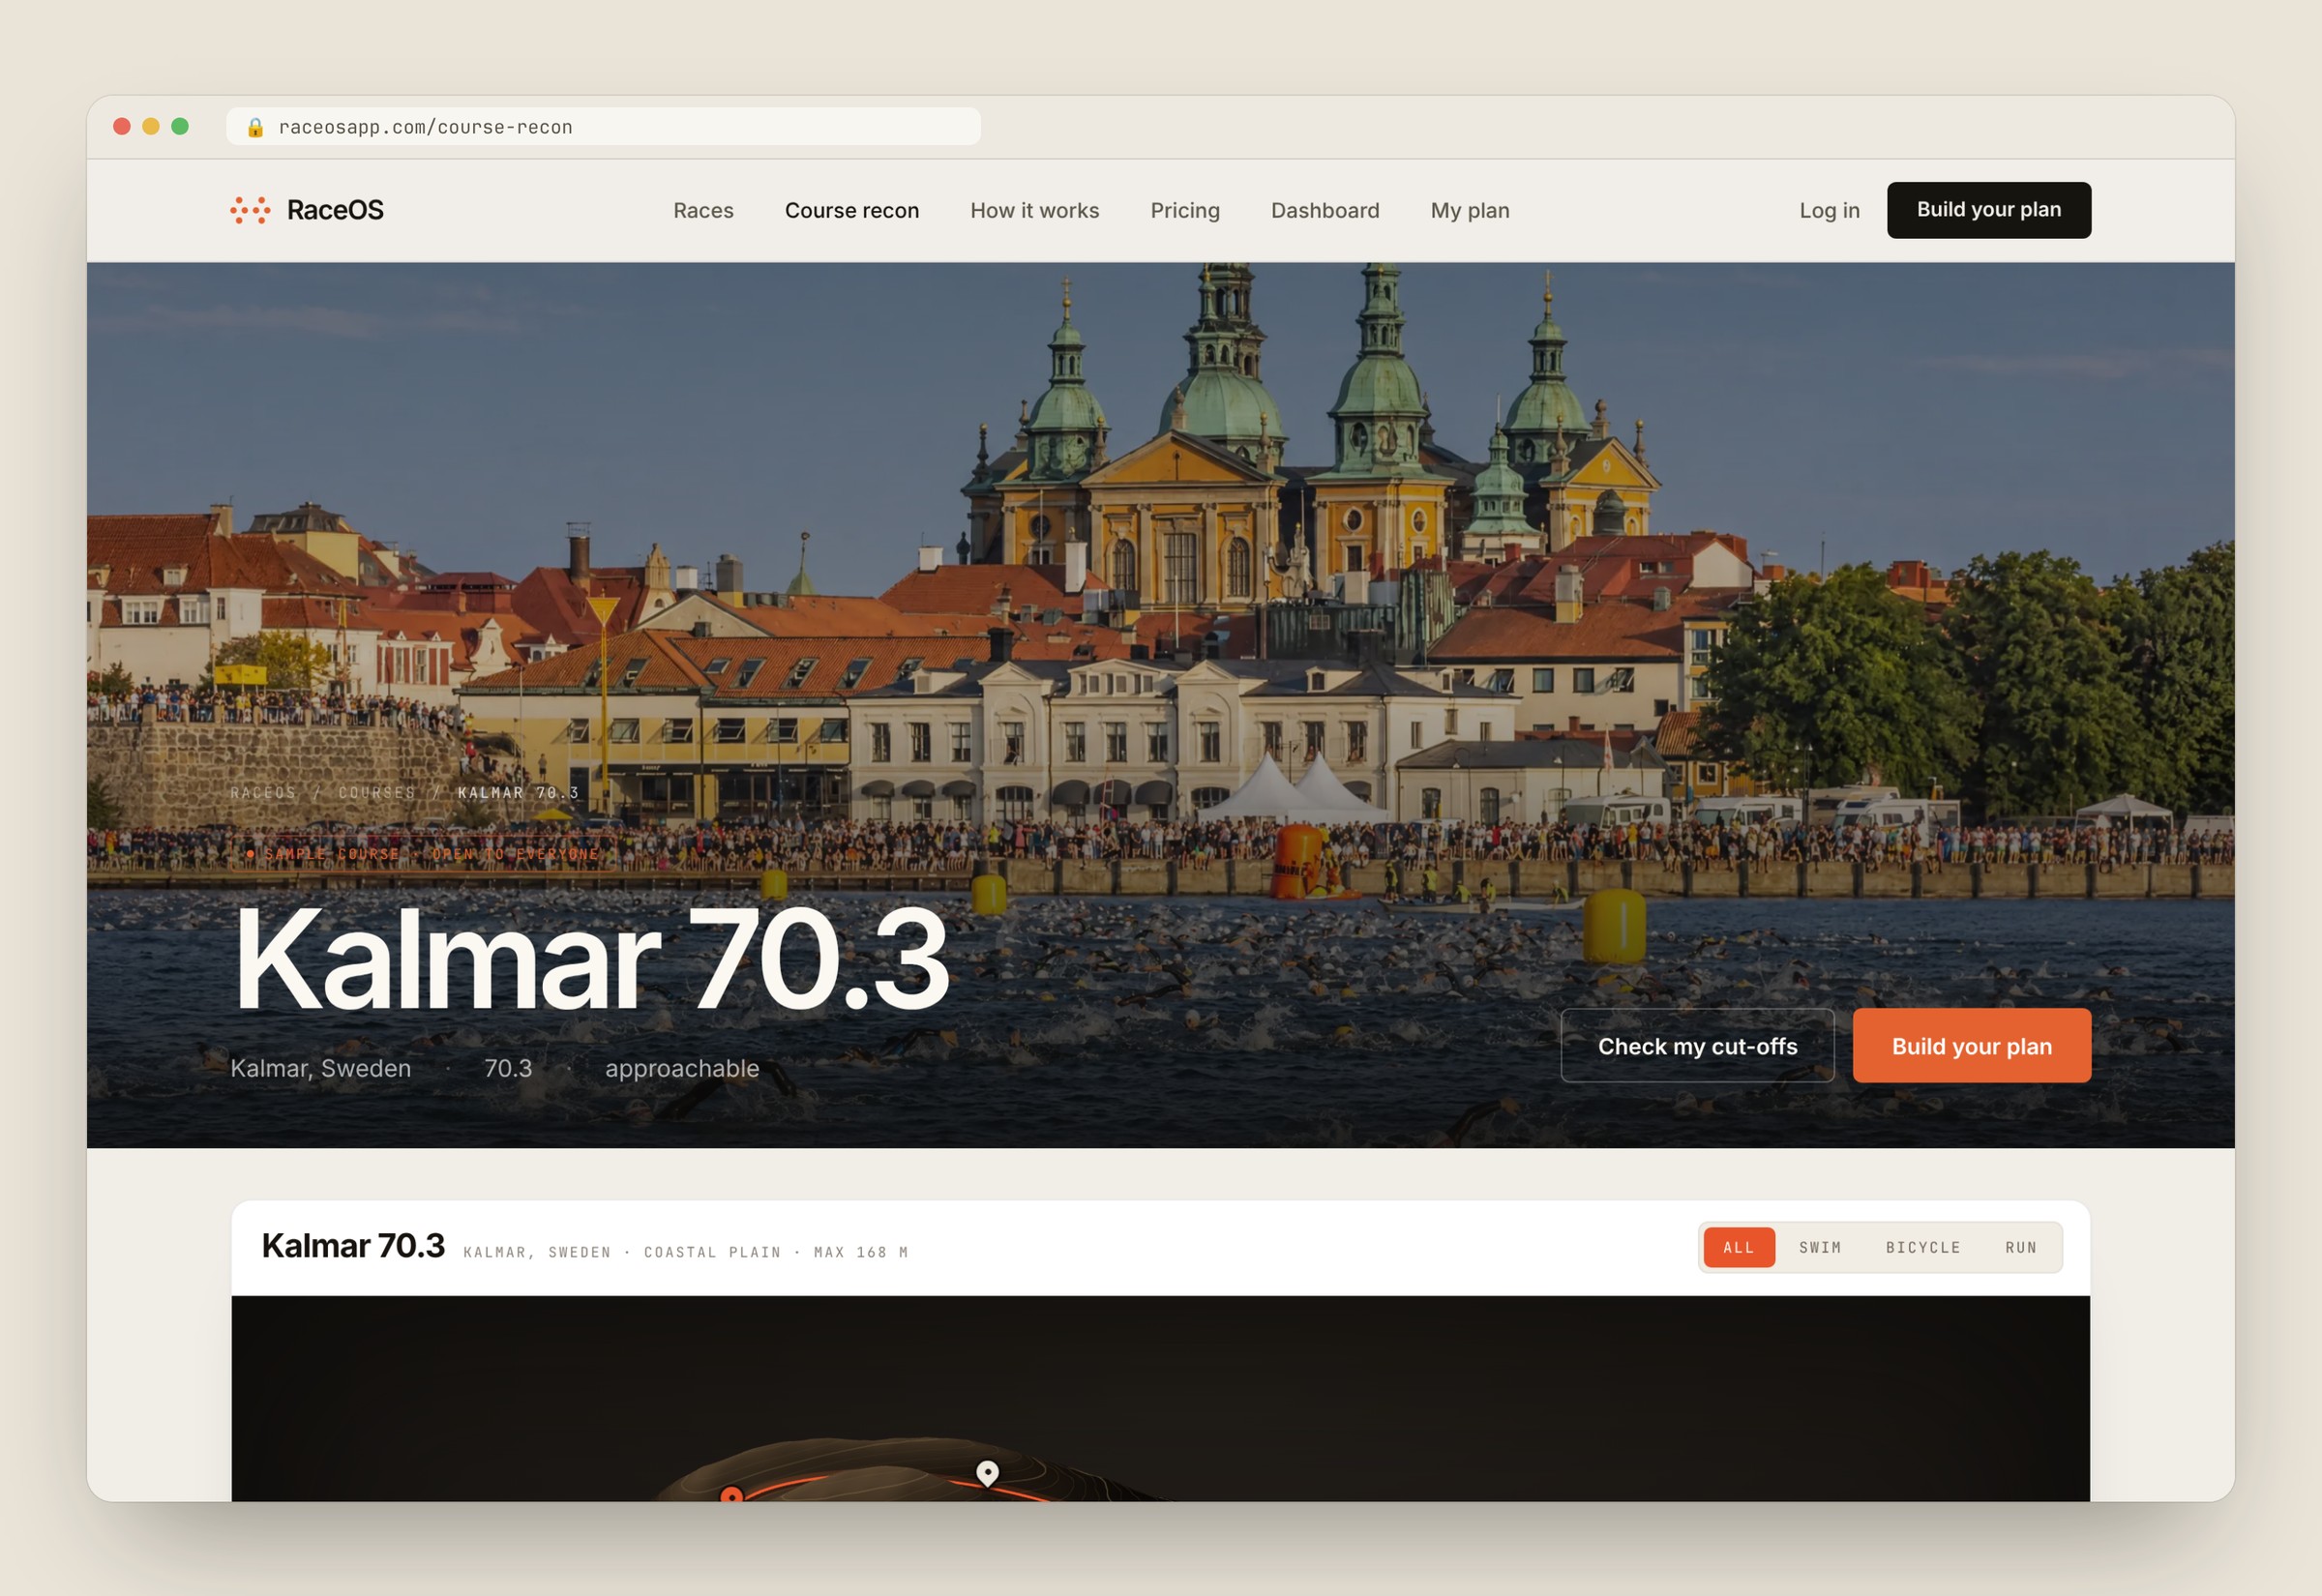 raceosapp.com/course-recon
RaceOS
Races
Course recon
How it works
Pricing
Dashboard
My plan
Log in
Build your plan
RACEOS / COURSES / KALMAR 70.3
SAMPLE COURSE · OPEN TO EVERYONE
Kalmar 70.3
Kalmar, Sweden · 70.3 · approachable
Check my cut-offs
Build your plan
Kalmar 70.3
KALMAR, SWEDEN · COASTAL PLAIN · MAX 168 M
ALL
SWIM
BICYCLE
RUN